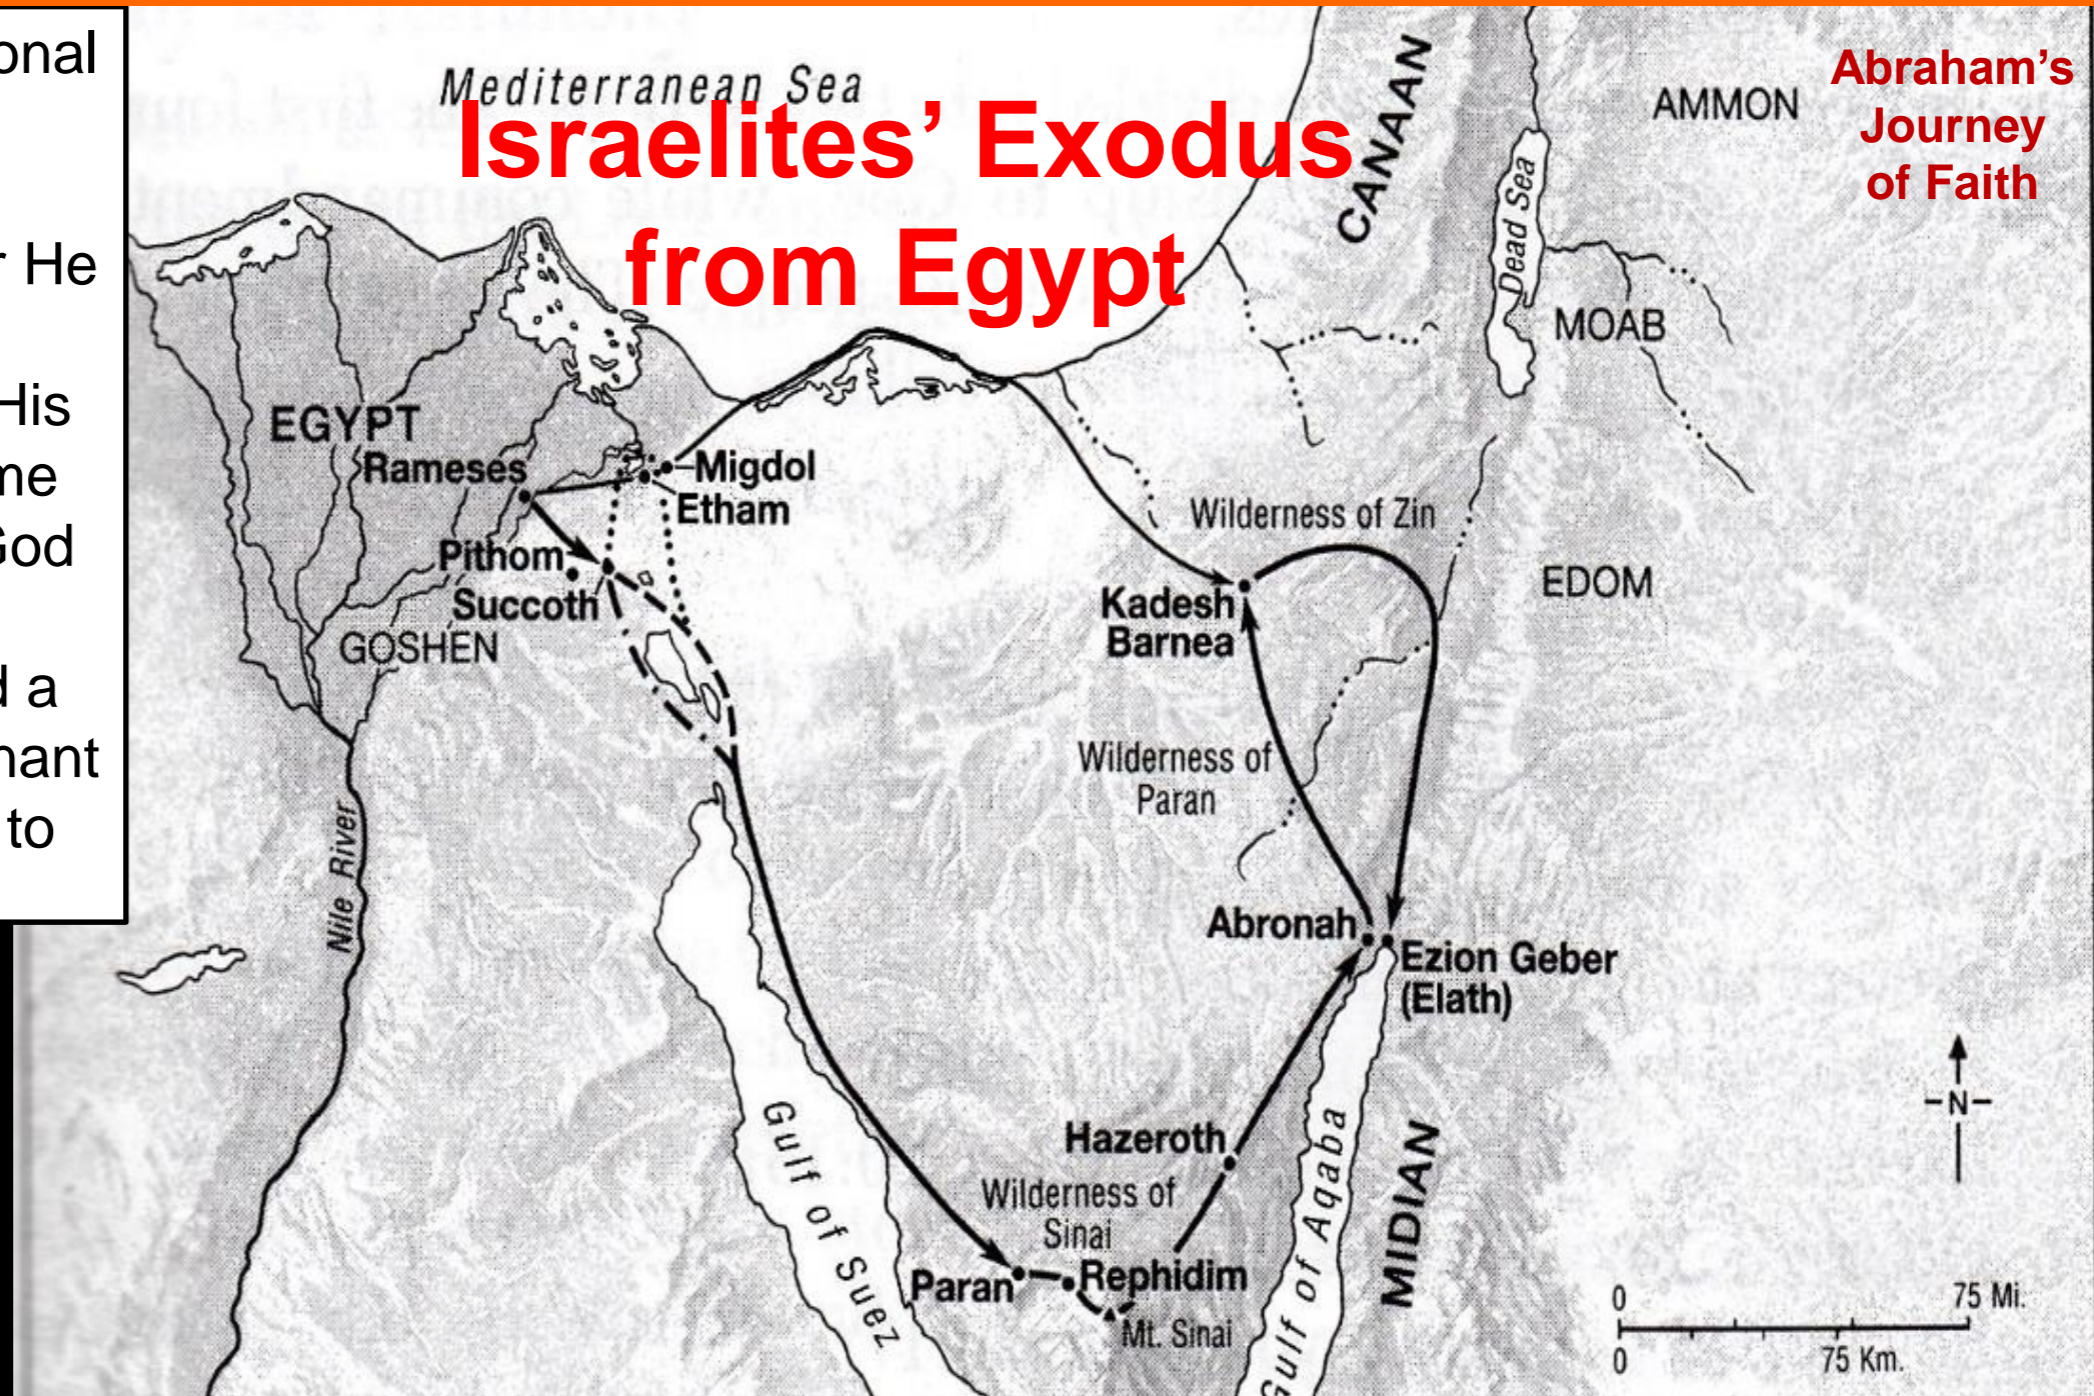 onal
r He
His
me
God
d a
nant
to
Mediterranean Sea
Israelites’ Exodus
from Egypt
Abraham’s
Journey
of Faith
CANAAN
AMMON
Dead Sea
MOAB
EGYPT
Rameses
Migdol
Etham
Wilderness of Zin
Pithom
Succoth
GOSHEN
Kadesh
Barnea
EDOM
Wilderness of
Paran
Nile River
Abronah
Ezion Geber
(Elath)
Hazeroth
Wilderness of
Sinai
Gulf of Suez
Gulf of Aqaba
MIDIAN
Paran
Rephidim
Mt. Sinai
N
0
75 Mi.
0
75 Km.